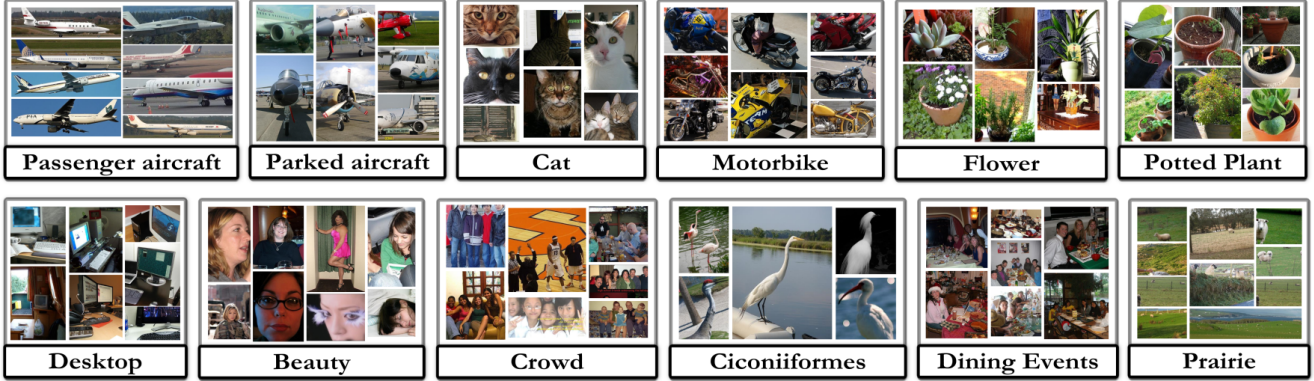 Passenger aircraft
Parked aircraft
Cat
Motorbike
Flower
Potted Plant
Desktop
Beauty
Crowd
Ciconiiformes
Dining Events
Prairie